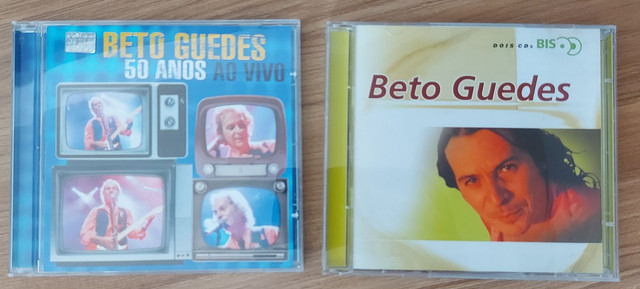 BETO GUEDES
50 ANOS AO VIVO
DOIS CDs BIS
Beto Guedes